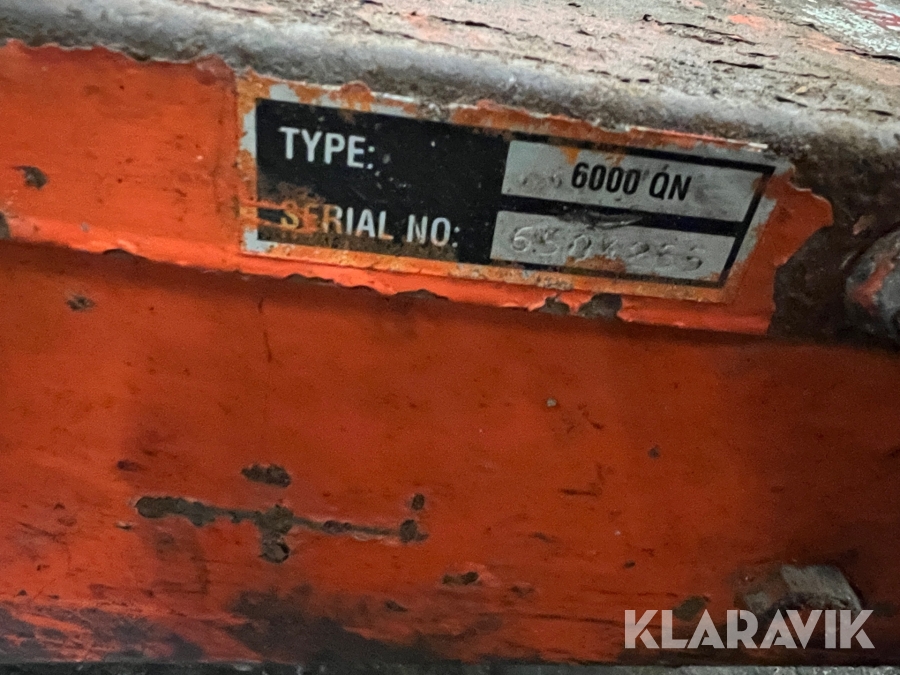 TYPE: 6000 QN
SERIAL NO:
KLARAVIK